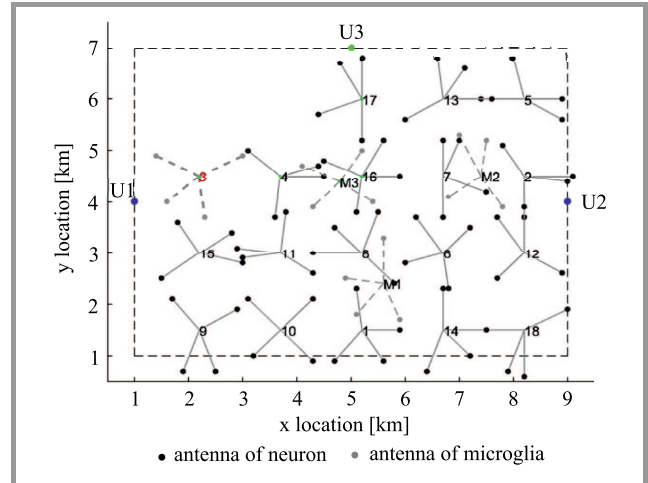 U3
7
17
13
5
6
5
3
4
M3
16
7
M2
2
U1
4
U2
15
11
8
6
12
3
M1
2
9
10
1
14
18
1
y location [km]
1 2 3 4 5 6 7 8 9
x location [km]
antenna of neuron antenna of microglia